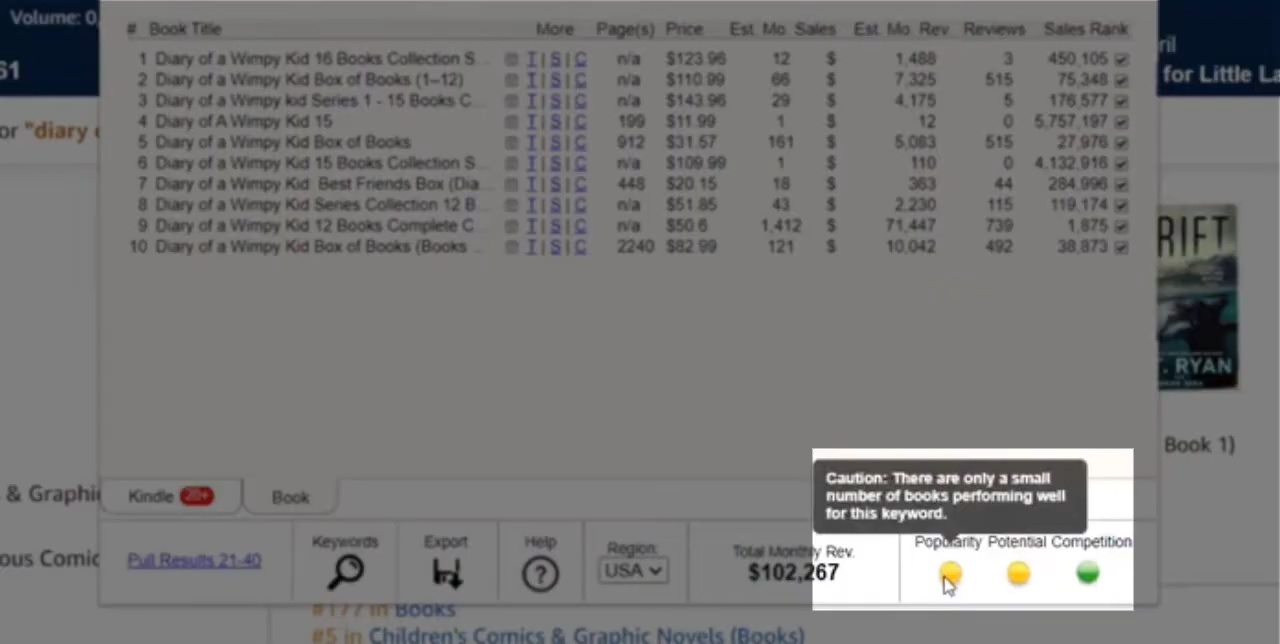 Volume: 0
# Book Title More Page(s) Price Est. Mo. Sales Est. Mo. Rev. Reviews Sales Rank
ril
61
1 Diary of a Wimpy Kid 16 Books Collection S... T | S | C n/a $123.96 12 $ 1,488 3 450,105
2 Diary of a Wimpy Kid Box of Books (1–12) T | S | C n/a $110.99 66 $ 7,325 515 75,348
for Little La
3 Diary of a Wimpy kid Series 1 - 15 Books C... T | S | C n/a $143.96 29 $ 4,175 5 176,577
4 Diary of A Wimpy Kid 15 T | S | C 199 $11.99 1 $ 12 0 5,757,197
or "diary o
5 Diary of a Wimpy Kid Box of Books T | S | C 912 $31.57 161 $ 5,083 515 27,976
6 Diary of a Wimpy Kid 15 Books Collection S... T | S | C n/a $109.99 1 $ 110 0 4,132,916
7 Diary of a Wimpy Kid Best Friends Box (Dia... T | S | C 448 $20.15 18 $ 363 44 284,996
8 Diary of a Wimpy Kid Series Collection 12 B... T | S | C n/a $51.85 43 $ 2,230 115 119,174
9 Diary of a Wimpy Kid 12 Books Complete C... T | S | C n/a $50.6 1,412 $ 71,447 739 1,875
10 Diary of a Wimpy Kid Box of Books (Books ... T | S | C 2240 $82.99 121 $ 10,042 492 38,873
RIFT
T. RYAN
Book 1)
& Graphi
Kindle 20+ Book
Caution: There are only a small
number of books performing well
for this keyword.
ous Comic
Pull Results 21-40
Keywords Export Help Region:
USA
Total Monthly Rev.
$102,267
Popularity Potential Competition
#177 in Books
#5 in Children's Comics & Graphic Novels (Books)